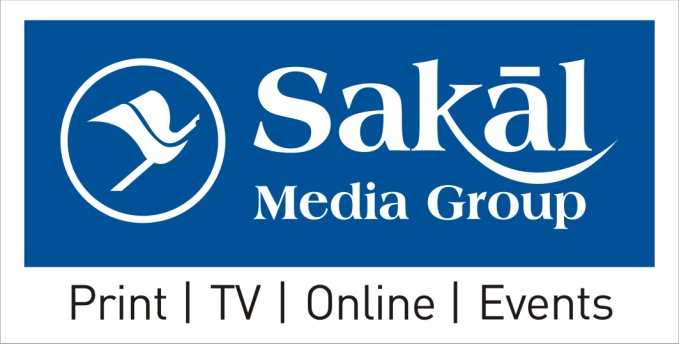 Sakāl
Media Group
Print | TV | Online | Events